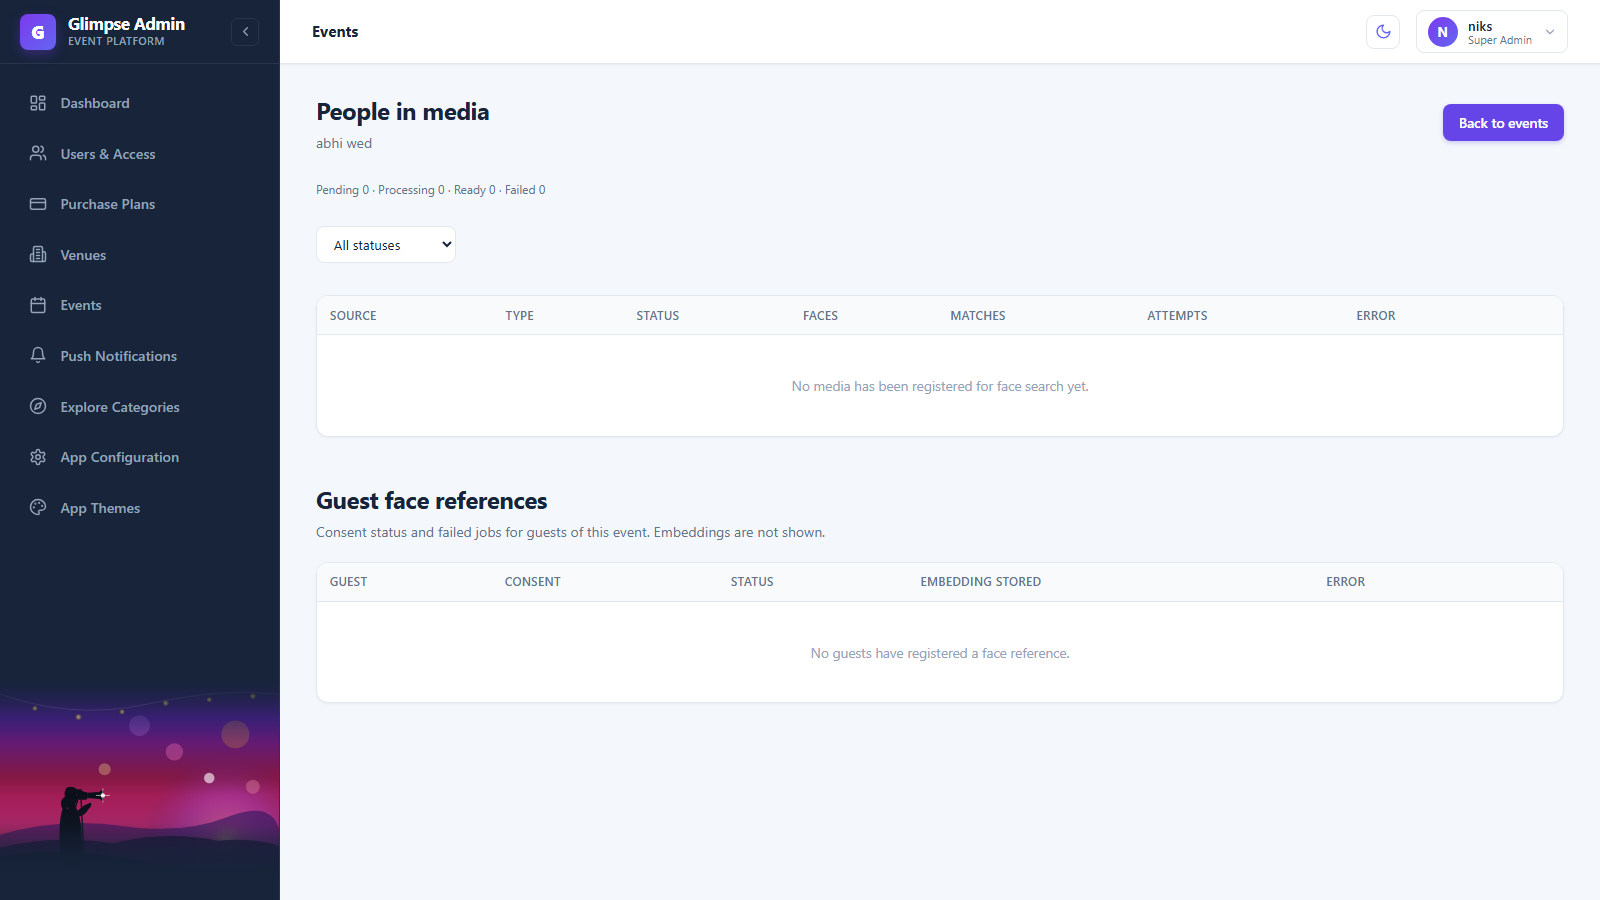 G
Glimpse Admin
EVENT PLATFORM
Dashboard
Users & Access
Purchase Plans
Venues
Events
Push Notifications
Explore Categories
App Configuration
App Themes
Events
N
niks
Super Admin
People in media
abhi wed
Back to events
Pending 0 · Processing 0 · Ready 0 · Failed 0
All statuses
SOURCE TYPE STATUS FACES MATCHES ATTEMPTS ERROR
No media has been registered for face search yet.
Guest face references
Consent status and failed jobs for guests of this event. Embeddings are not shown.
GUEST CONSENT STATUS EMBEDDING STORED ERROR
No guests have registered a face reference.